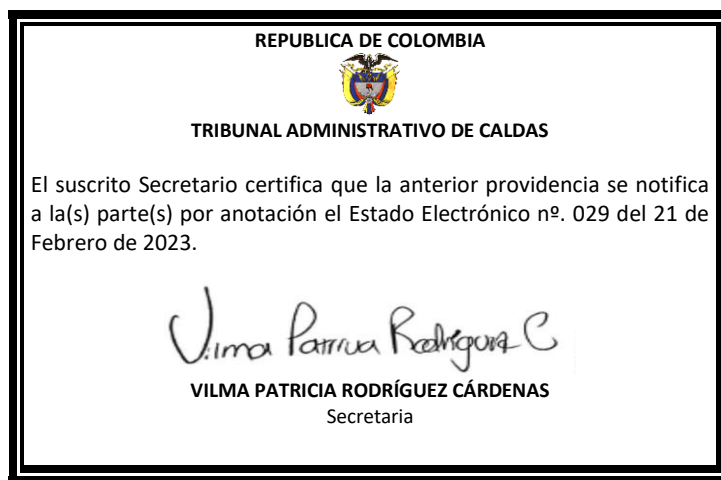 REPUBLICA DE COLOMBIA
TRIBUNAL ADMINISTRATIVO DE CALDAS
El suscrito Secretario certifica que la anterior providencia se notifica
a la(s) parte(s) por anotación el Estado Electrónico nº. 029 del 21 de
Febrero de 2023.
Vilma Patricia Rodríguez C
VILMA PATRICIA RODRÍGUEZ CÁRDENAS
Secretaria